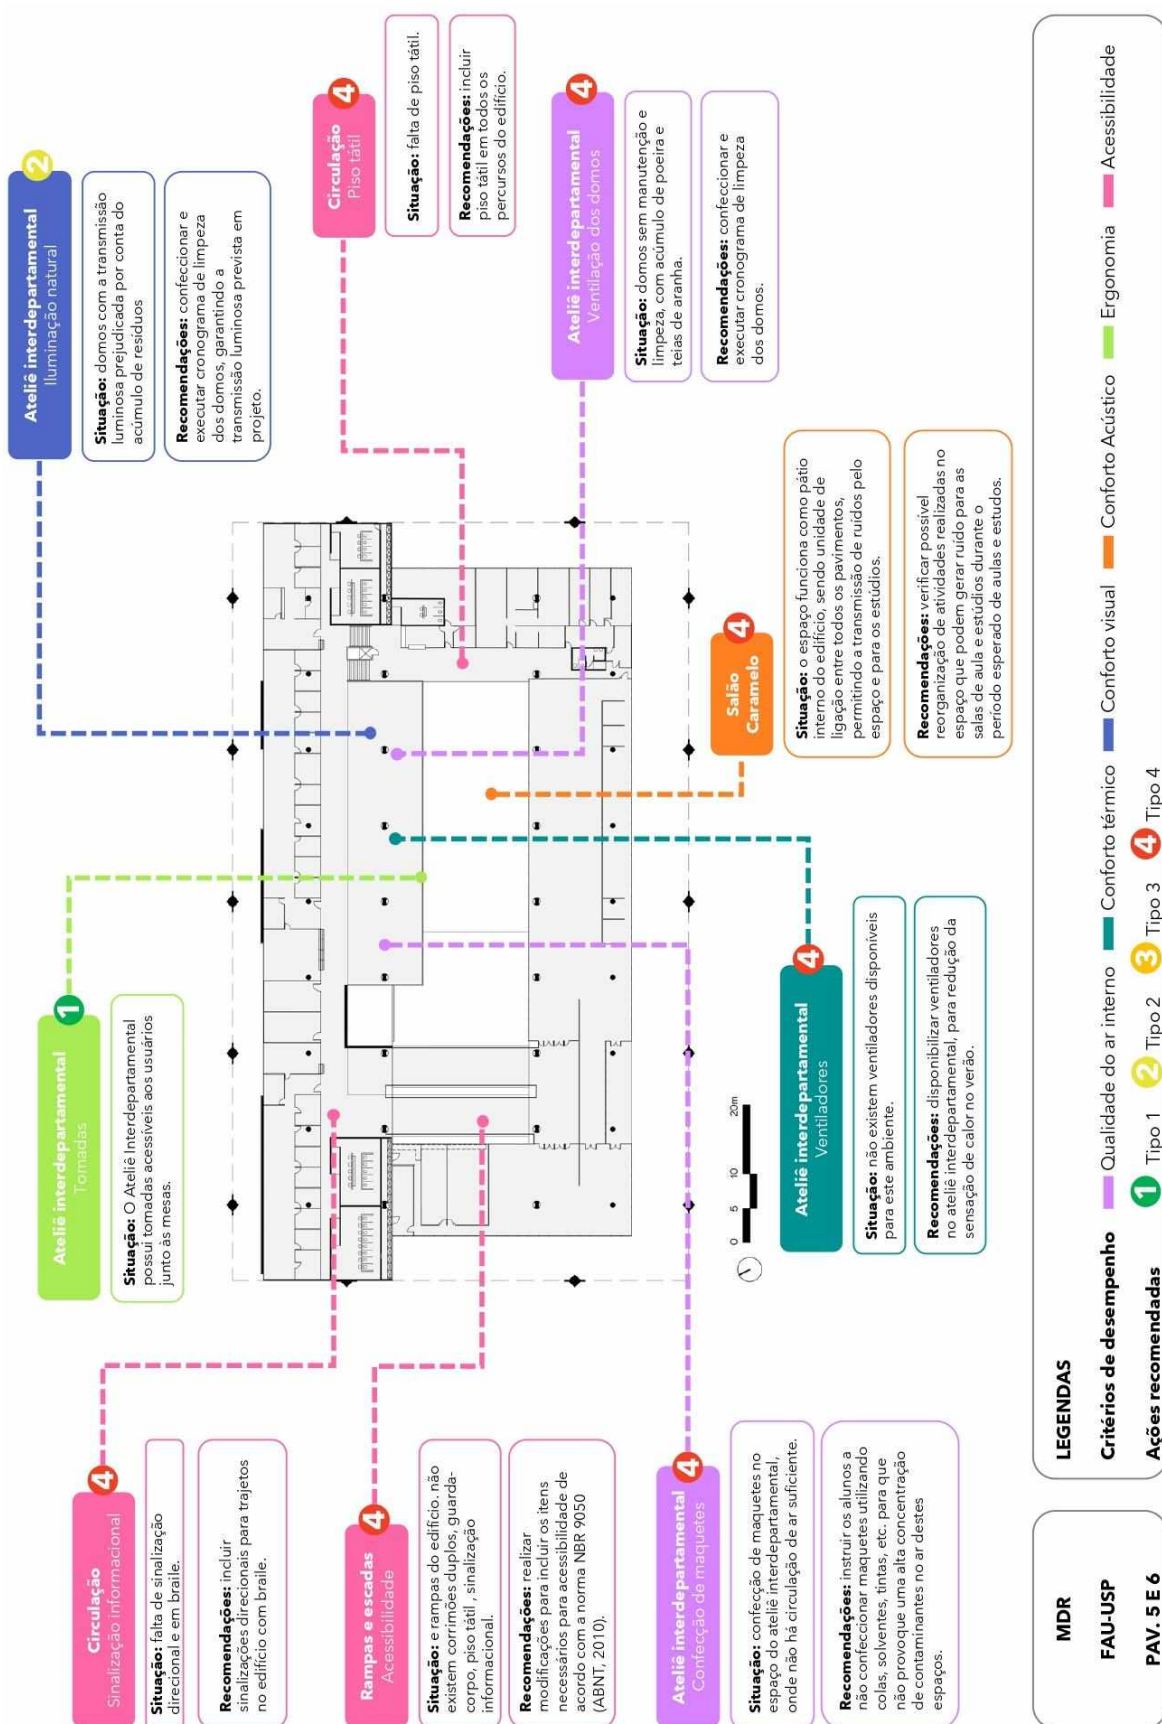 Circulação
Sinalização informacional
4
Situação: falta de sinalização
direcional e em braile.
Recomendações: incluir
sinalizações direcionais para trajetos
no edifício com braile.
Rampas e escadas
Acessibilidade
4
Situação: e rampas do edifício. não
existem corrimões duplos, guarda-
corpo, piso tátil , sinalização
informacional.
Recomendações: realizar
modificações para incluir os itens
necessários para acessibilidade de
acordo com a norma NBR 9050
(ABNT, 2010).
Ateliê interdepartamental
Confecção de maquetes
4
Situação: confecção de maquetes no
espaço do ateliê interdepartamental,
onde não há circulação de ar suficiente.
Recomendações: instruir os alunos a
não confeccionar maquetes utilizando
colas, solventes, tintas, etc. para que
não provoque uma alta concentração
de contaminantes no ar destes
espaços.
Ateliê interdepartamental
Tomadas
1
Situação: O Ateliê Interdepartamental
possui tomadas acessíveis aos usuários
junto às mesas.
Ateliê interdepartamental
Ventiladores
4
Situação: não existem ventiladores disponíveis
para este ambiente.
Recomendações: disponibilizar ventiladores
no ateliê interdepartamental, para redução da
sensação de calor no verão.
0 5 10 20m
Ateliê interdepartamental
Iluminação natural
2
Situação: domos com a transmissão
luminosa prejudicada por conta do
acúmulo de resíduos
Recomendações: confeccionar e
executar cronograma de limpeza
dos domos, garantindo a
transmissão luminosa prevista em
projeto.
Circulação
Piso tátil
4
Situação: falta de piso tátil.
Recomendações: incluir
piso tátil em todos os
percursos do edifício.
Ateliê interdepartamental
Ventilação dos domos
4
Situação: domos sem manutenção e
limpeza, com acúmulo de poeira e
teias de aranha.
Recomendações: confeccionar e
executar cronograma de limpeza
dos domos.
Salão
Caramelo
4
Situação: o espaço funciona como pátio
interno do edifício, sendo unidade de
ligação entre todos os pavimentos,
permitindo a transmissão de ruídos pelo
espaço e para os estúdios.
Recomendações: verificar possível
reorganização de atividades realizadas no
espaço que podem gerar ruído para as
salas de aula e estúdios durante o
período esperado de aulas e estudos.
MDR
FAU-USP
PAV. 5 E 6
LEGENDAS
Critérios de desempenho Qualidade do ar interno Conforto térmico Conforto visual Conforto Acústico Ergonomia Acessibilidade
Ações recomendadas 1 Tipo 1 2 Tipo 2 3 Tipo 3 4 Tipo 4